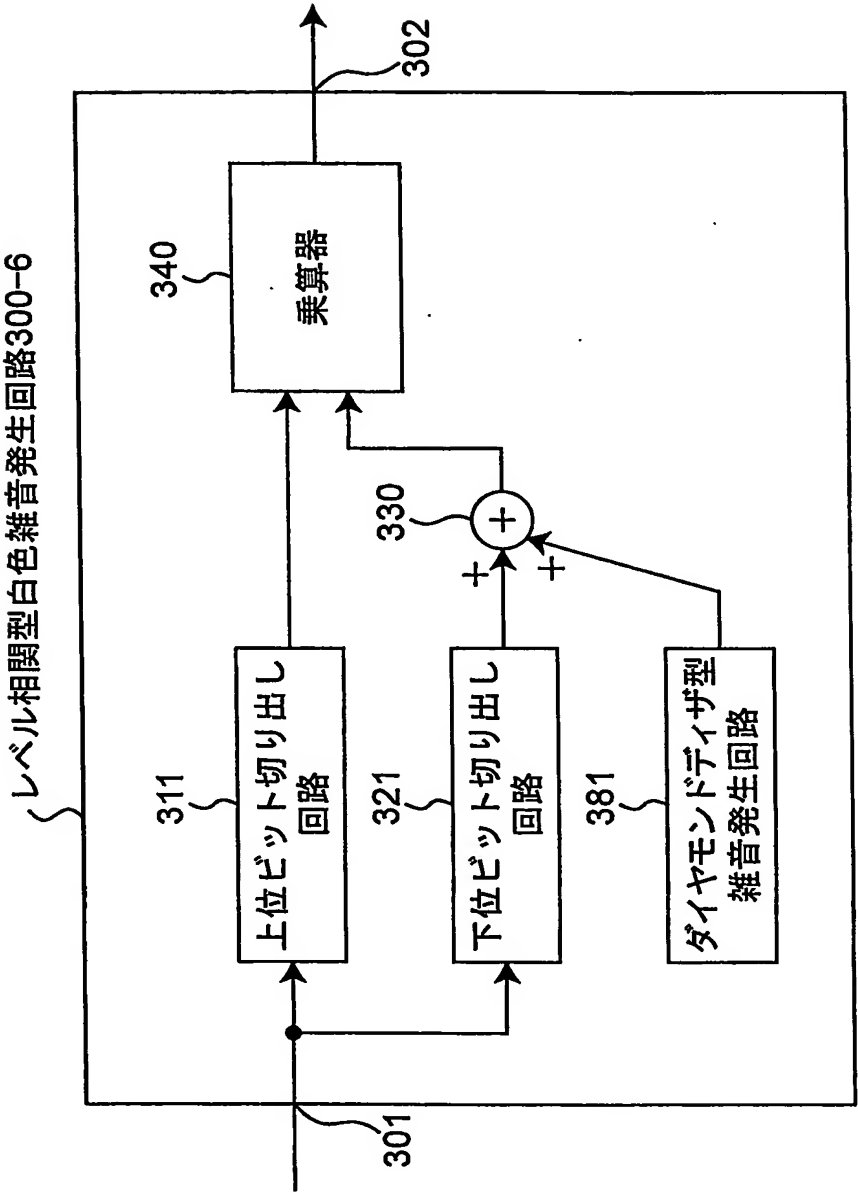 レベル相関型白色雑音発生回路300-6
301
311
上位ビット切り出し
回路
321
下位ビット切り出し
回路
381
ダイヤモンドディザ型
雑音発生回路
+
+
+
330
340
乗算器
302